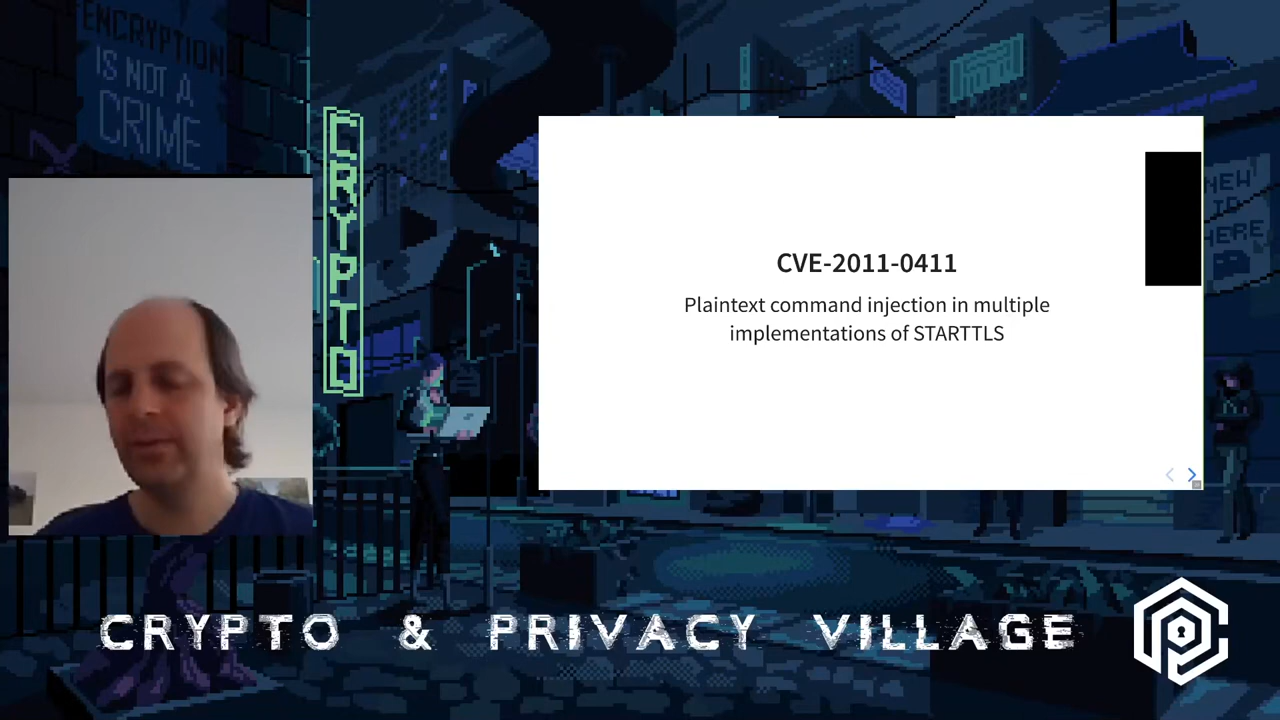 ENCRYPTION
IS NOT A
CRIME
CRYPTO
CVE-2011-0411
Plaintext command injection in multiple
implementations of STARTTLS
NEW
TO
HERE
CRYPTO & PRIVACY VILLAGE